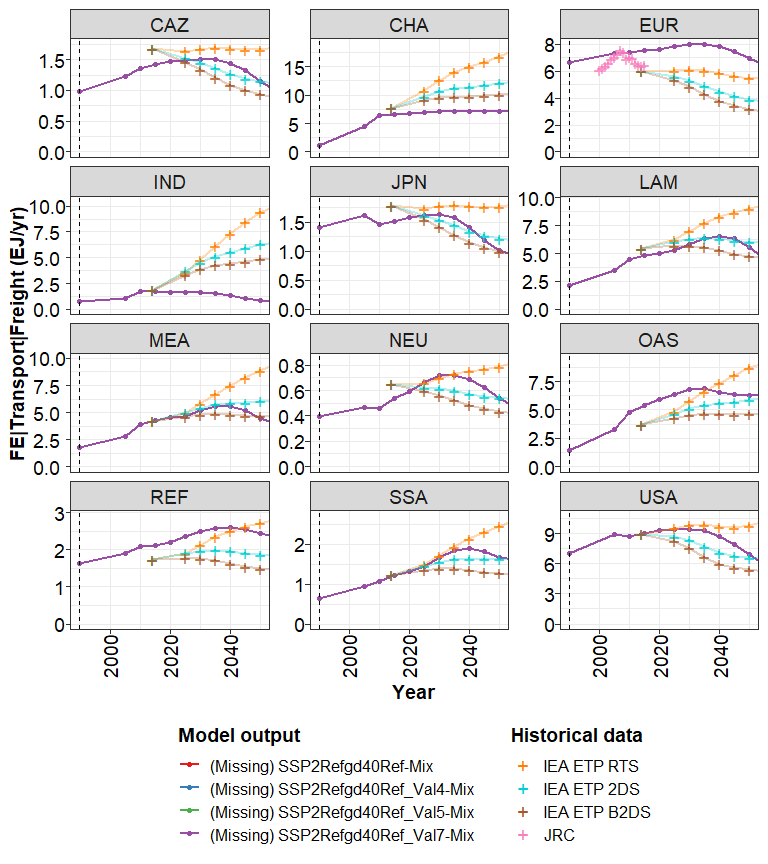 CAZ CHA EUR
1.5 15 8
1.0 10 6
0.5 5 4
0.0 0 2
0
IND JPN LAM
10.0 1.5 10.0
7.5 1.0 7.5
5.0 0.5 5.0
2.5 0.0 2.5
0.0 0.0
MEA NEU OAS
10.0 0.8 7.5
7.5 0.6 5.0
5.0 0.4 2.5
2.5 0.2 0.0
0.0 0.0
REF SSA USA
3 2 9
2 1 6
1 0 3
0 0
FE|Transport|Freight (EJ/yr)
2000 2020 2040 2000 2020 2040 2000 2020 2040
Year
Model output
(Missing) SSP2Refgd40Ref-Mix
(Missing) SSP2Refgd40Ref_Val4-Mix
(Missing) SSP2Refgd40Ref_Val5-Mix
(Missing) SSP2Refgd40Ref_Val7-Mix
Historical data
IEA ETP RTS
IEA ETP 2DS
IEA ETP B2DS
JRC